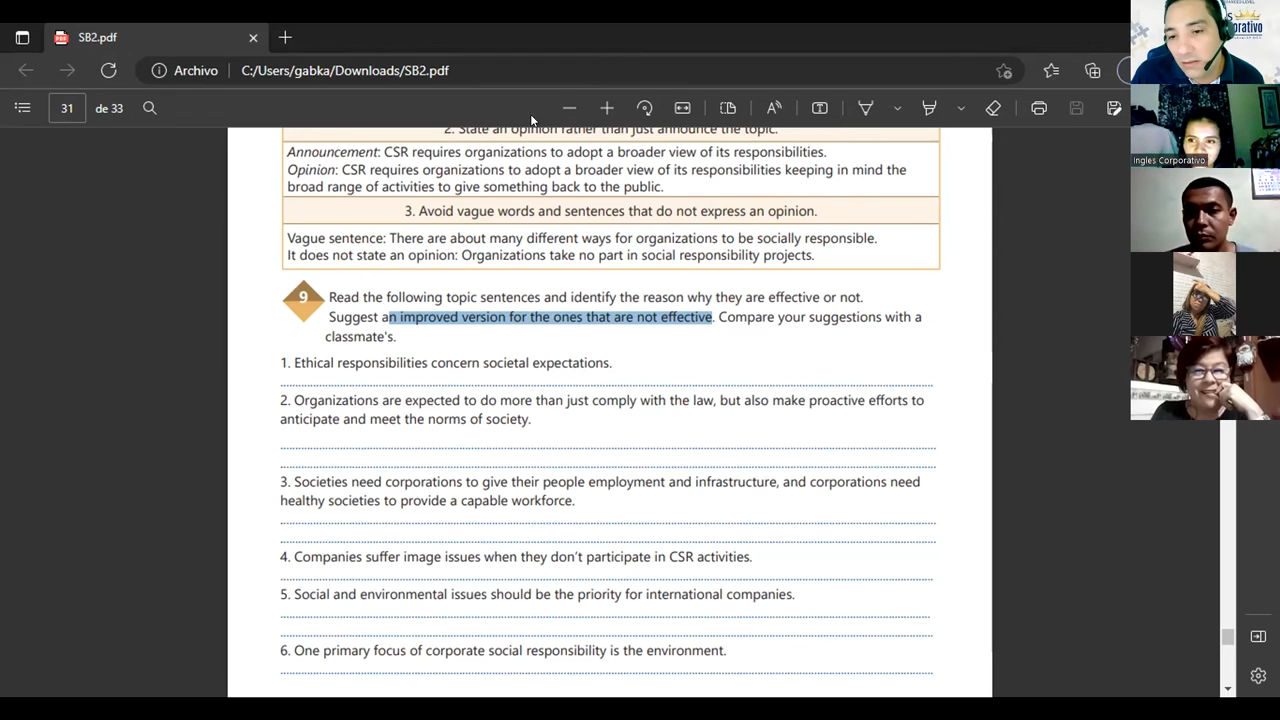 SB2.pdf
Archivo
C:/Users/gabka/Downloads/SB2.pdf
orativo
31
de 33
2. State an opinion rather than just announce the topic.
Announcement: CSR requires organizations to adopt a broader view of its responsibilities.
Opinion: CSR requires organizations to adopt a broader view of its responsibilities keeping in mind the
broad range of activities to give something back to the public.
3. Avoid vague words and sentences that do not express an opinion.
Vague sentence: There are about many different ways for organizations to be socially responsible.
It does not state an opinion: Organizations take no part in social responsibility projects.
9
Read the following topic sentences and identify the reason why they are effective or not.
Suggest an improved version for the ones that are not effective. Compare your suggestions with a
classmate's.
1. Ethical responsibilities concern societal expectations.
2. Organizations are expected to do more than just comply with the law, but also make proactive efforts to
anticipate and meet the norms of society.
3. Societies need corporations to give their people employment and infrastructure, and corporations need
healthy societies to provide a capable workforce.
4. Companies suffer image issues when they don't participate in CSR activities.
5. Social and environmental issues should be the priority for international companies.
6. One primary focus of corporate social responsibility is the environment.
Ingles Corporativo